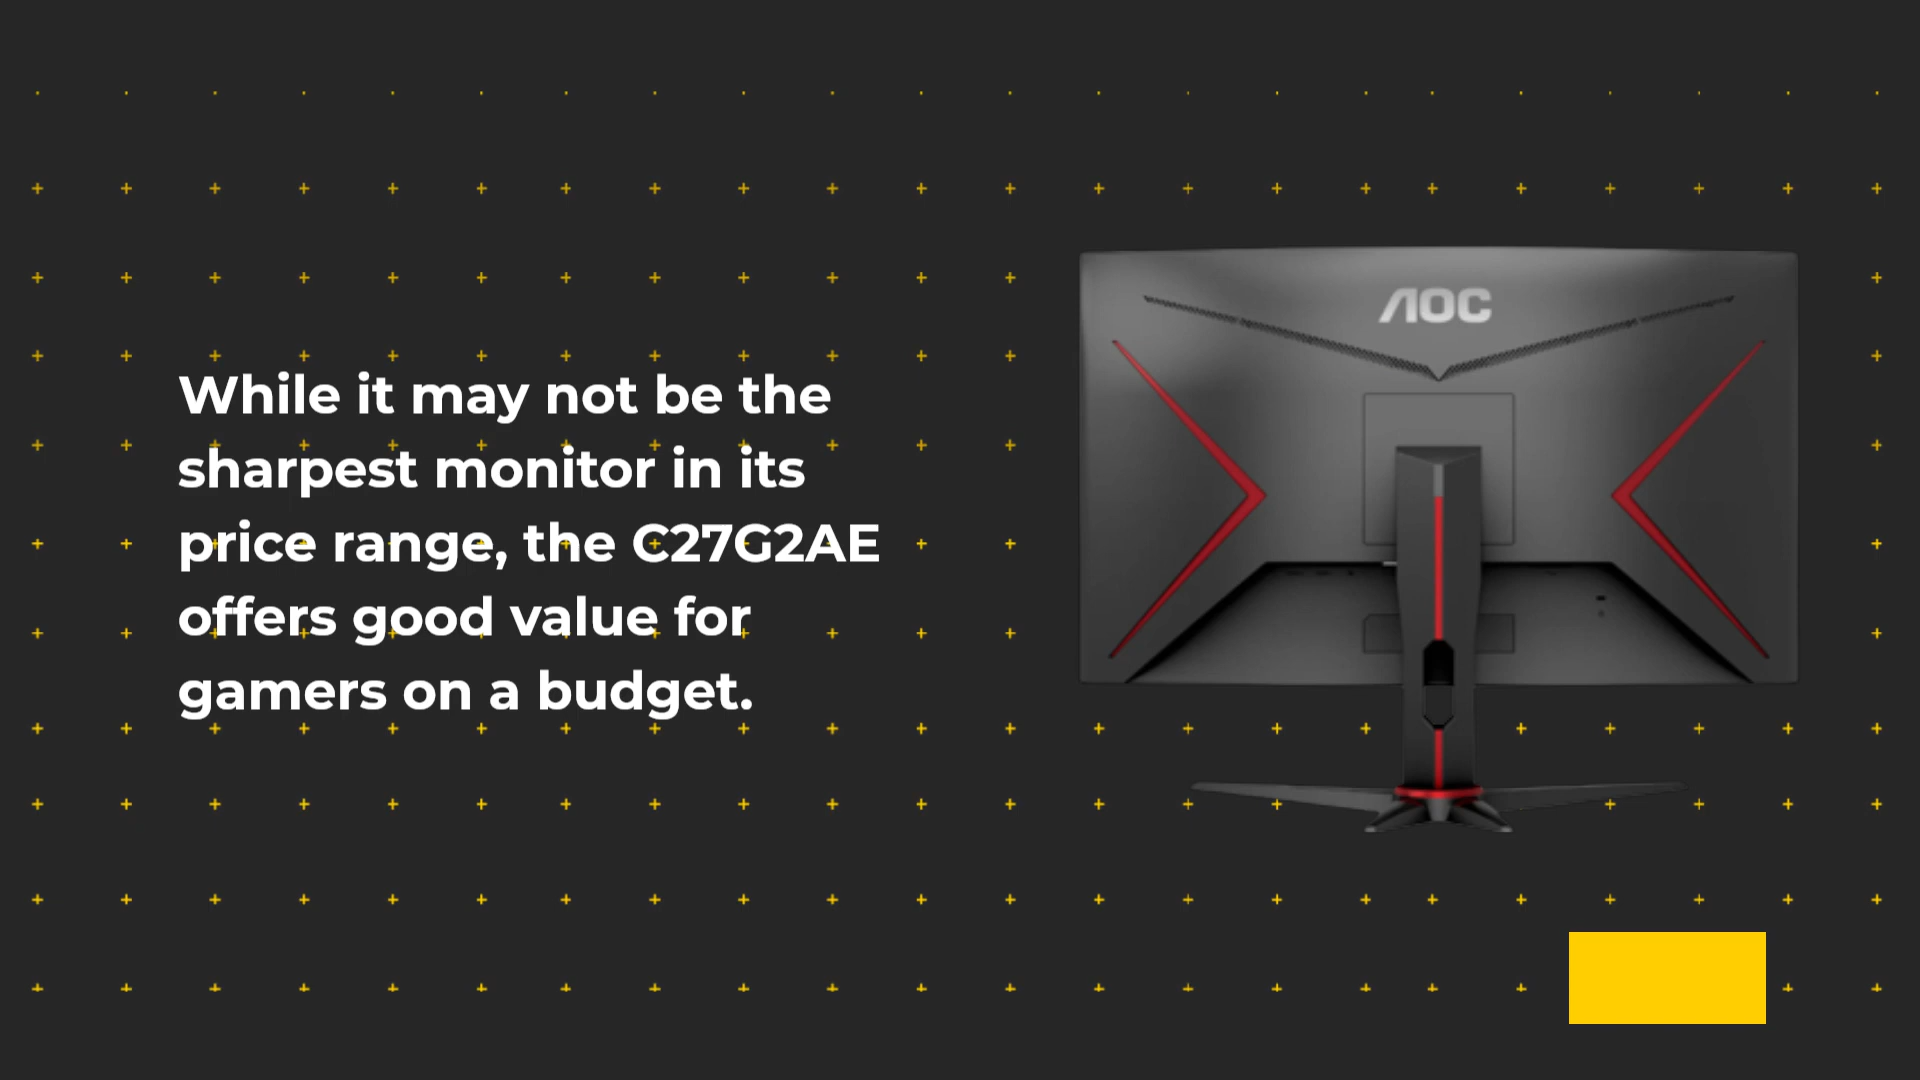 While it may not be the
sharpest monitor in its
price range, the C27G2AE
offers good value for
gamers on a budget.
AOC